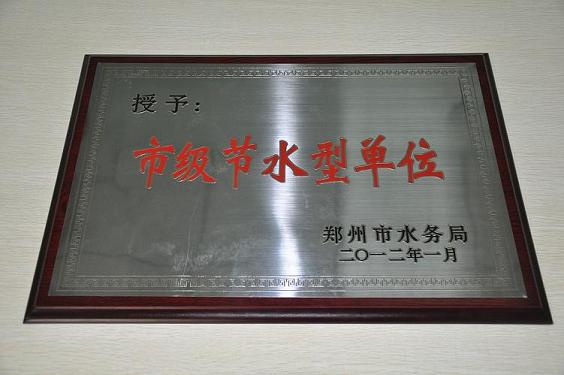 授予：
市级节水型单位
郑州市水务局
二〇一二年一月